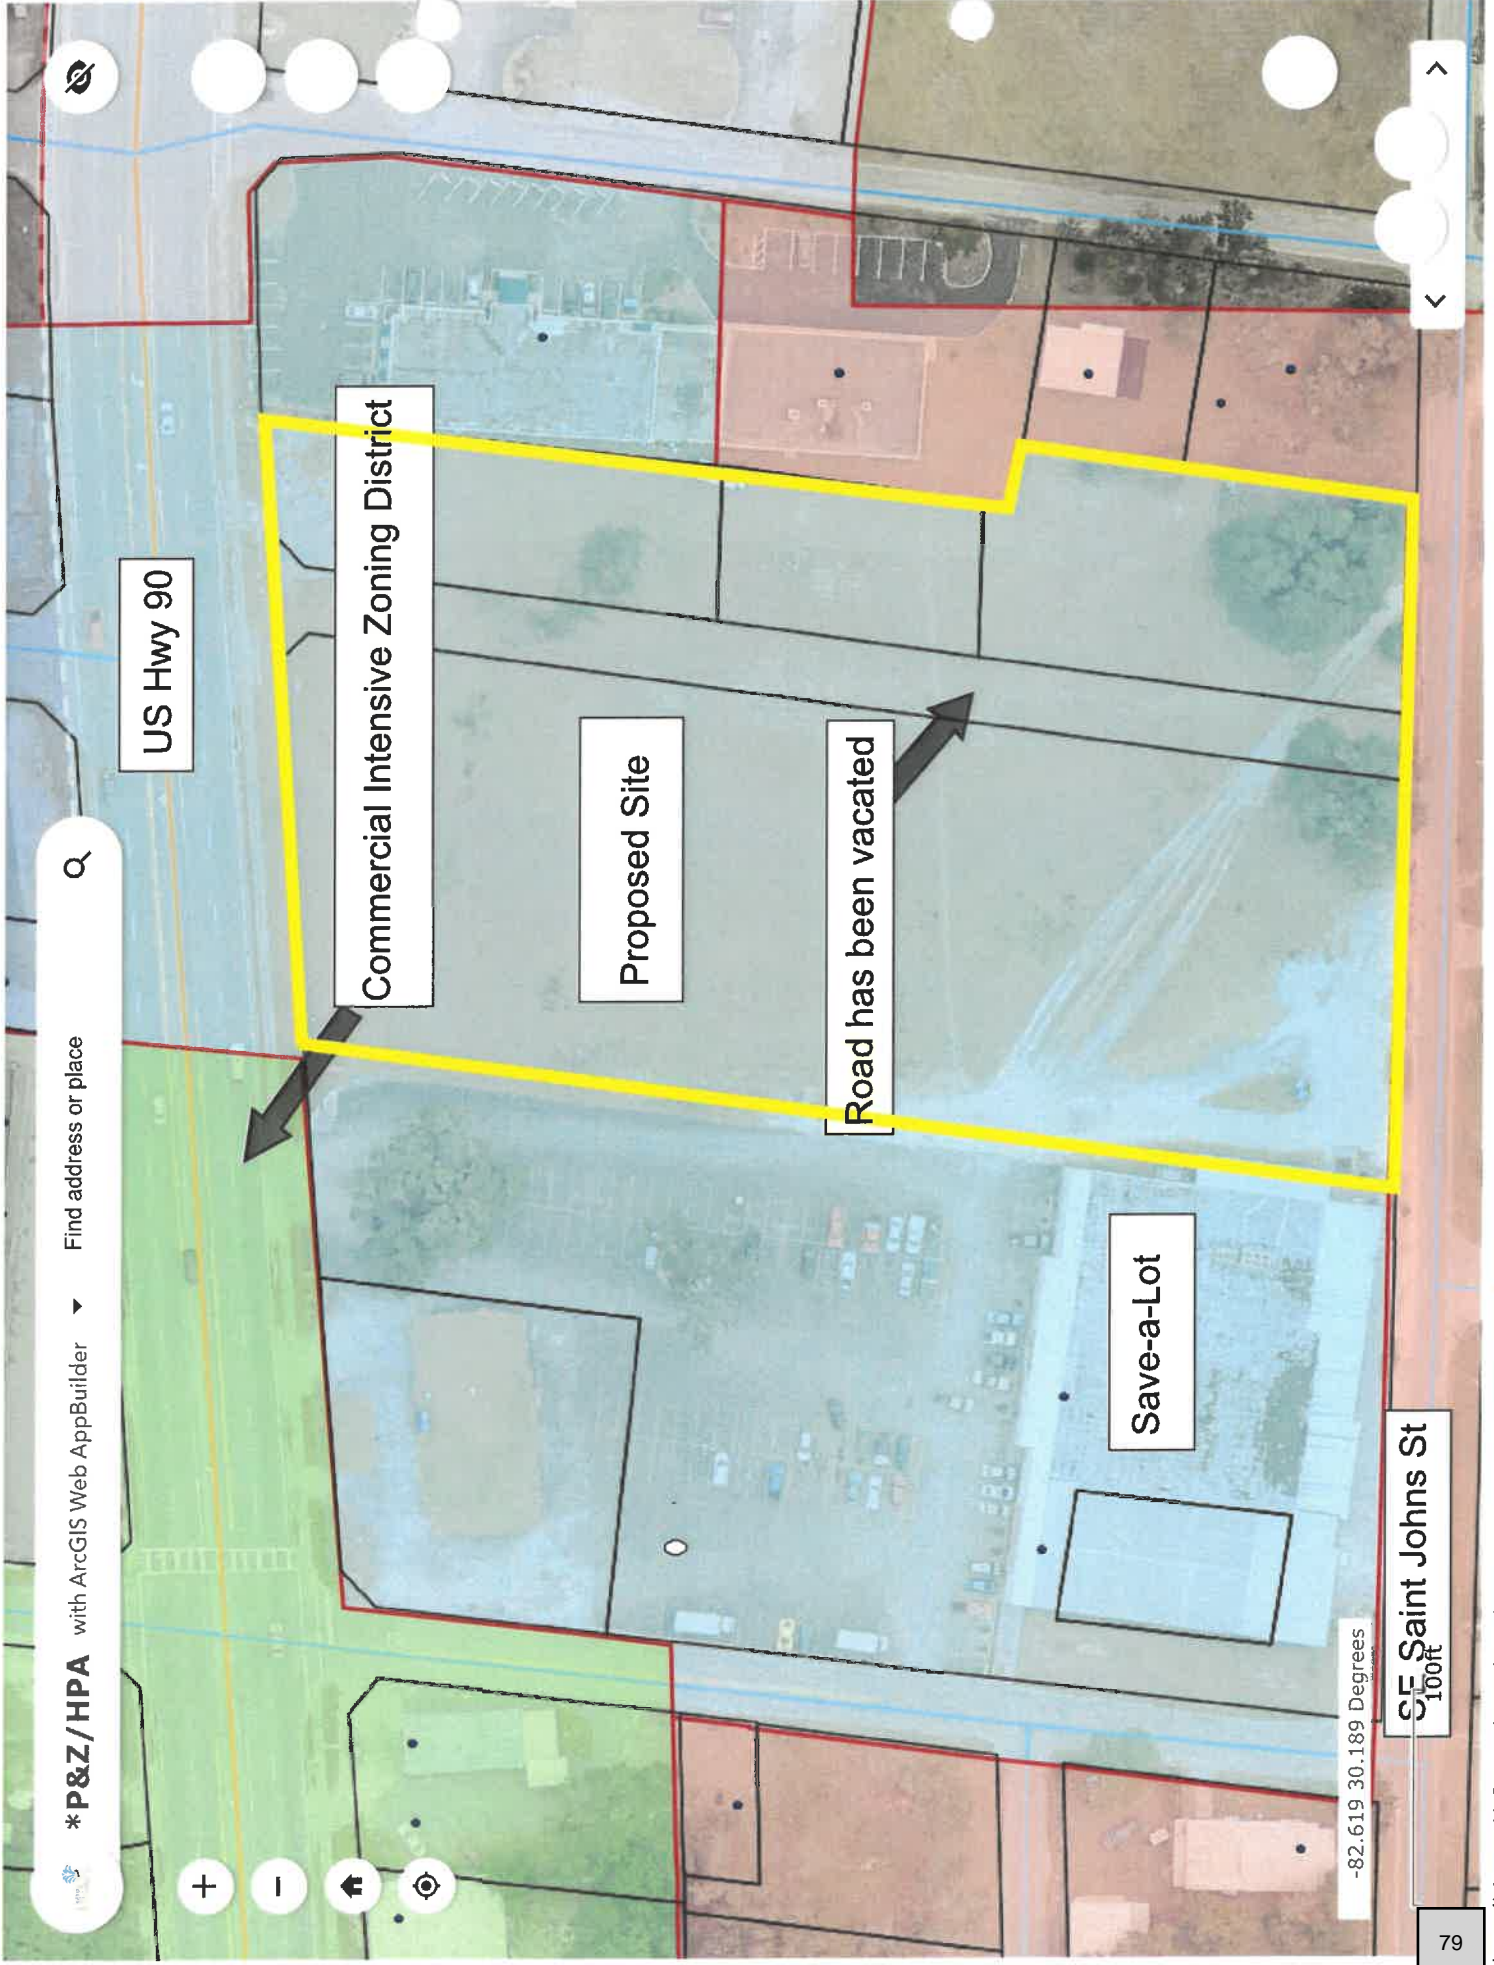 *P&Z/HPA with ArcGIS Web AppBuilder
Find address or place
US Hwy 90
Commercial Intensive Zoning District
Proposed Site
Road has been vacated
Save-a-Lot
-82.619 30.189 Degrees
SE Saint Johns St
100ft
79